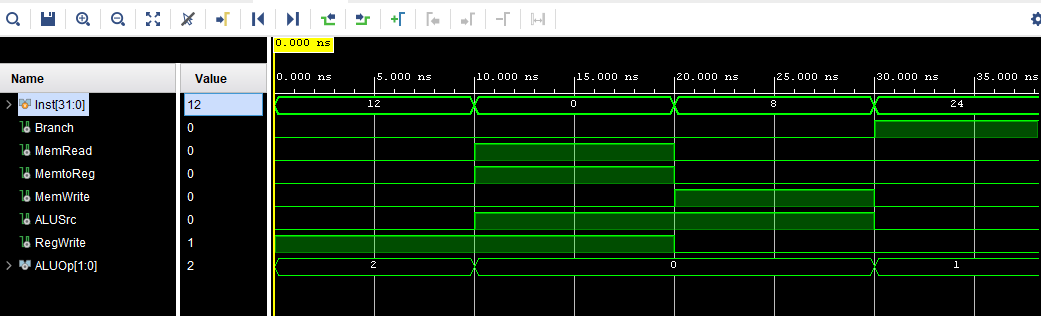 0.000 ns
Name Value
0.000 ns 5.000 ns 10.000 ns 15.000 ns 20.000 ns 25.000 ns 30.000 ns 35.000 ns
Inst[31:0] 12 12 0 8 24
Branch 0
MemRead 0
MemtoReg 0
MemWrite 0
ALUSrc 0
RegWrite 1
ALUOp[1:0] 2 2 0 1